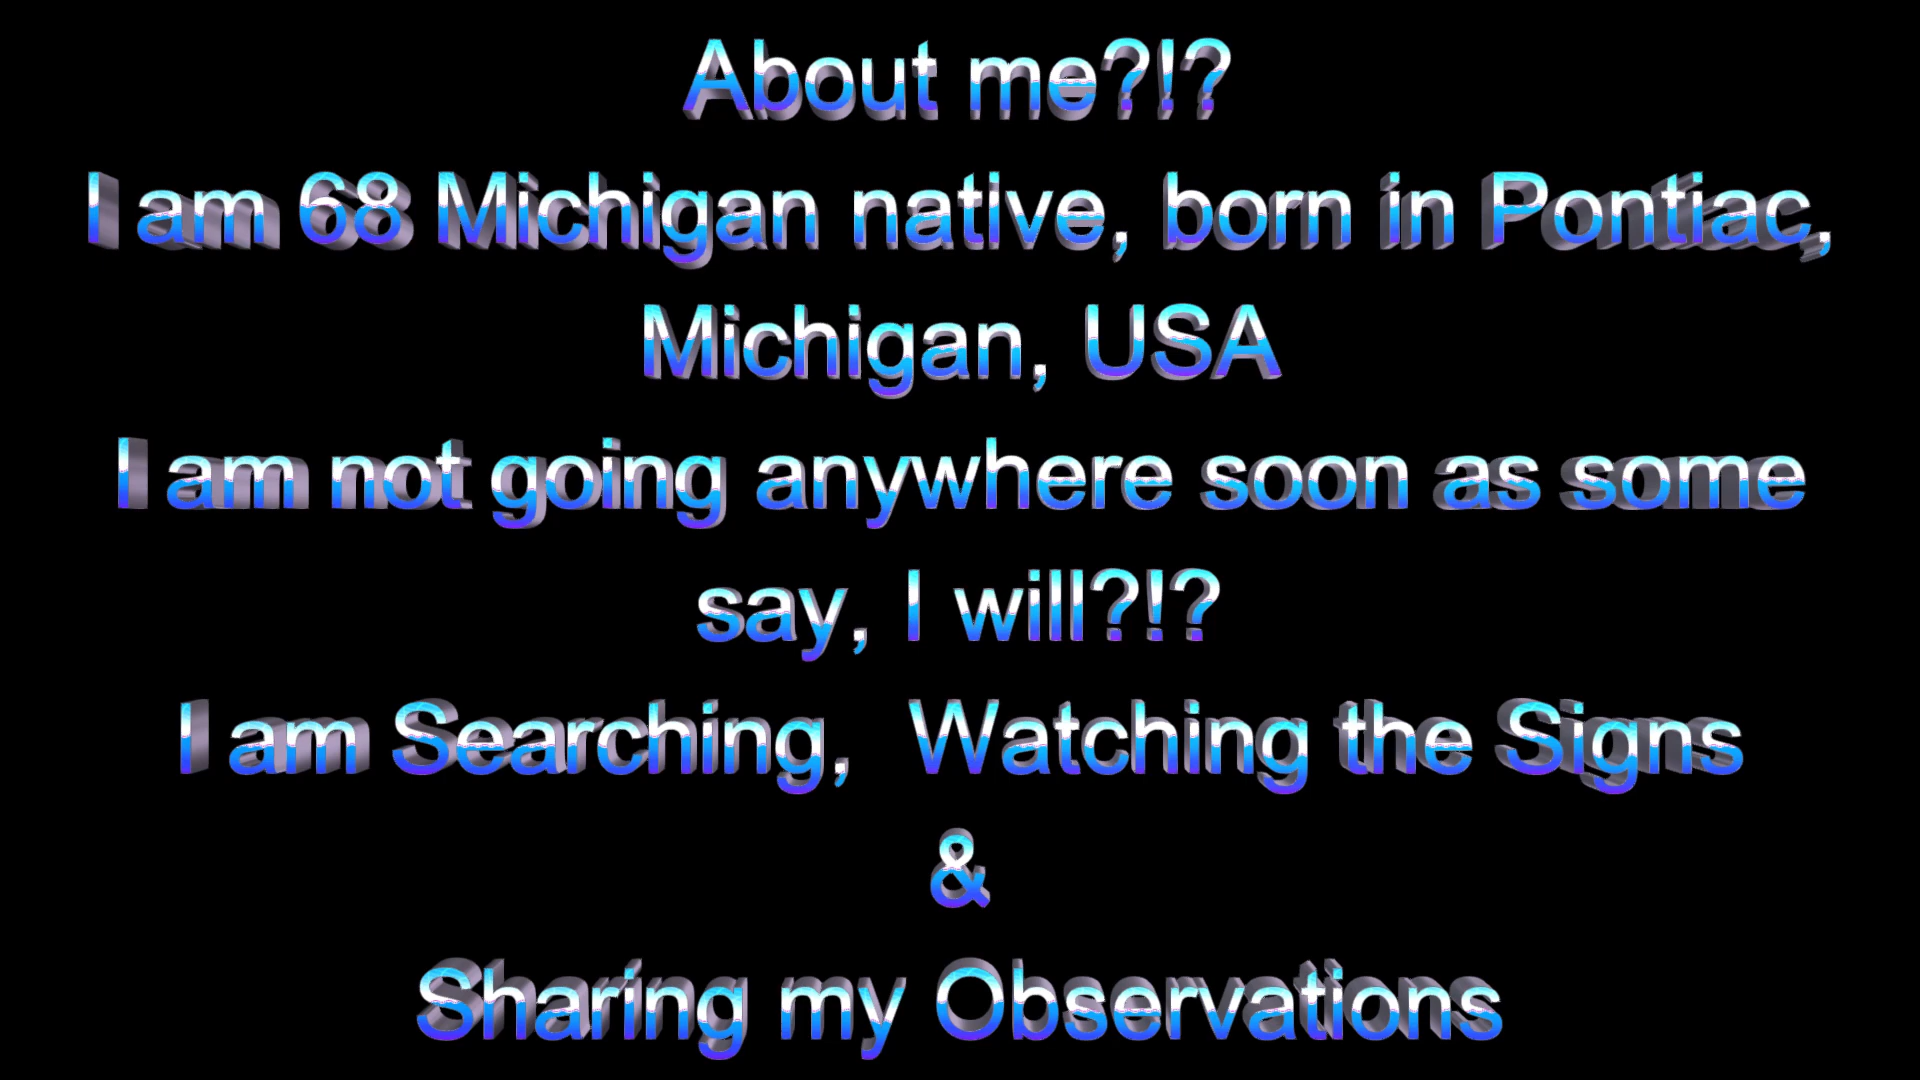 About me?!?
I am 68 Michigan native, born in Pontiac,
Michigan, USA
I am not going anywhere soon as some
say, I will?!?
I am Searching,  Watching the Signs
&
Sharing my Observations